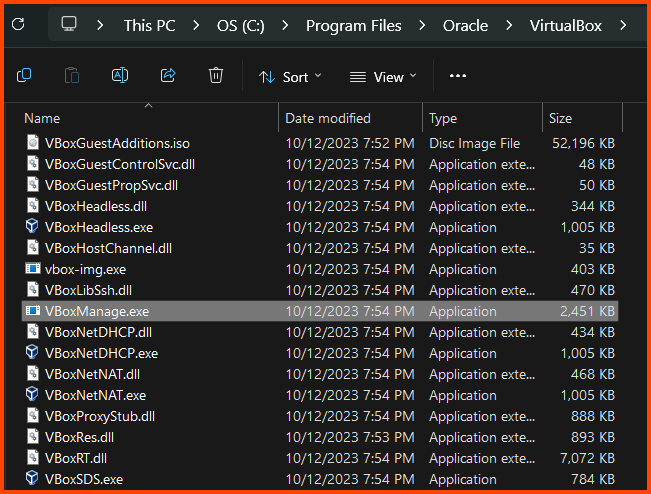 This PC > OS (C:) > Program Files > Oracle > VirtualBox >
Sort View
Name Date modified Type Size
VBoxGuestAdditions.iso 10/12/2023 7:52 PM Disc Image File 52,196 KB
VBoxGuestControlSvc.dll 10/12/2023 7:54 PM Application exte... 48 KB
VBoxGuestPropSvc.dll 10/12/2023 7:54 PM Application exte... 50 KB
VBoxHeadless.dll 10/12/2023 7:54 PM Application exte... 344 KB
VBoxHeadless.exe 10/12/2023 7:54 PM Application 1,005 KB
VBoxHostChannel.dll 10/12/2023 7:54 PM Application exte... 35 KB
vbox-img.exe 10/12/2023 7:54 PM Application 403 KB
VBoxLibSsh.dll 10/12/2023 7:54 PM Application exte... 470 KB
VBoxManage.exe 10/12/2023 7:54 PM Application 2,451 KB
VBoxNetDHCP.dll 10/12/2023 7:54 PM Application exte... 434 KB
VBoxNetDHCP.exe 10/12/2023 7:54 PM Application 1,005 KB
VBoxNetNAT.dll 10/12/2023 7:54 PM Application exte... 468 KB
VBoxNetNAT.exe 10/12/2023 7:54 PM Application 1,005 KB
VBoxProxyStub.dll 10/12/2023 7:54 PM Application exte... 888 KB
VBoxRes.dll 10/12/2023 7:53 PM Application exte... 893 KB
VBoxRT.dll 10/12/2023 7:54 PM Application exte... 7,072 KB
VBoxSDS.exe 10/12/2023 7:54 PM Application 784 KB